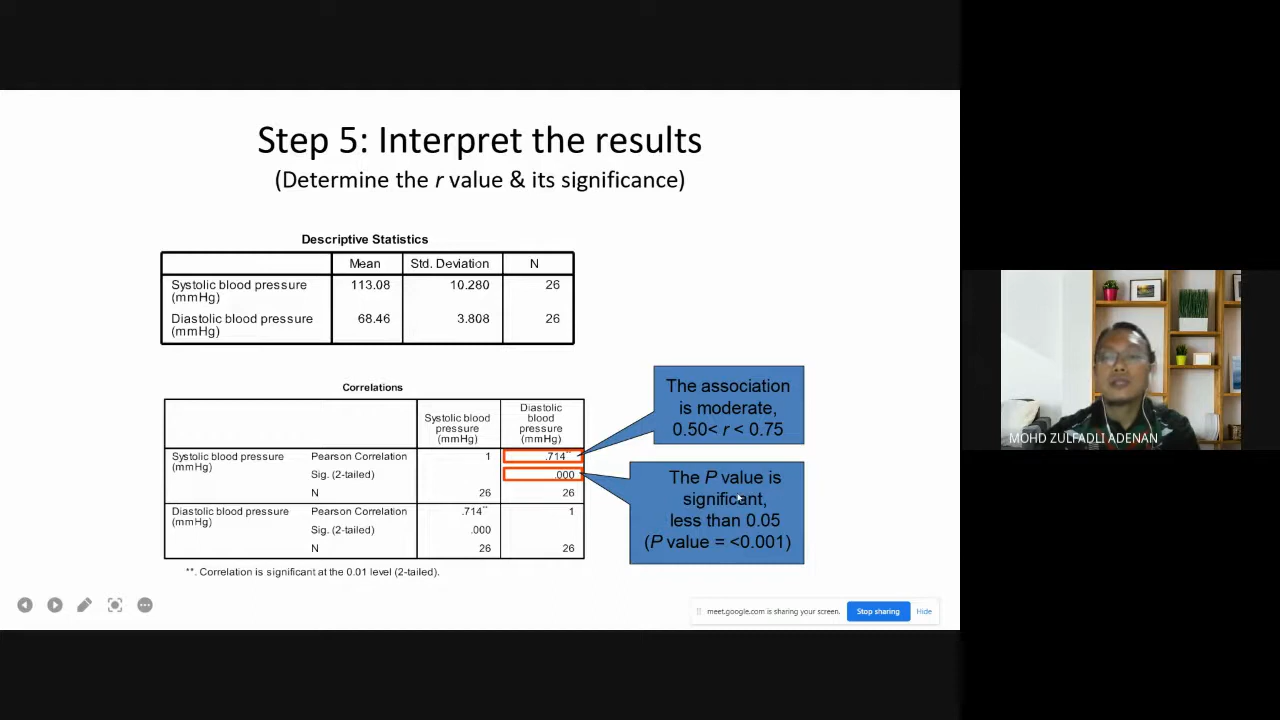 Step 5: Interpret the results
(Determine the r value & its significance)
Descriptive Statistics
Mean Std. Deviation N
Systolic blood pressure (mmHg) 113.08 10.280 26
Diastolic blood pressure (mmHg) 68.46 3.808 26
Correlations
Systolic blood pressure (mmHg) Diastolic blood pressure (mmHg)
Systolic blood pressure (mmHg) Pearson Correlation 1 .714**
Sig. (2-tailed) .000
N 26 26
Diastolic blood pressure (mmHg) Pearson Correlation .714** 1
Sig. (2-tailed) .000
N 26 26
**. Correlation is significant at the 0.01 level (2-tailed).
The association
is moderate,
0.50< r < 0.75
The P value is
significant,
less than 0.05
(P value = <0.001)
meet.google.com is sharing your screen. Stop sharing Hide
MOHD ZULFADLI ADENAN